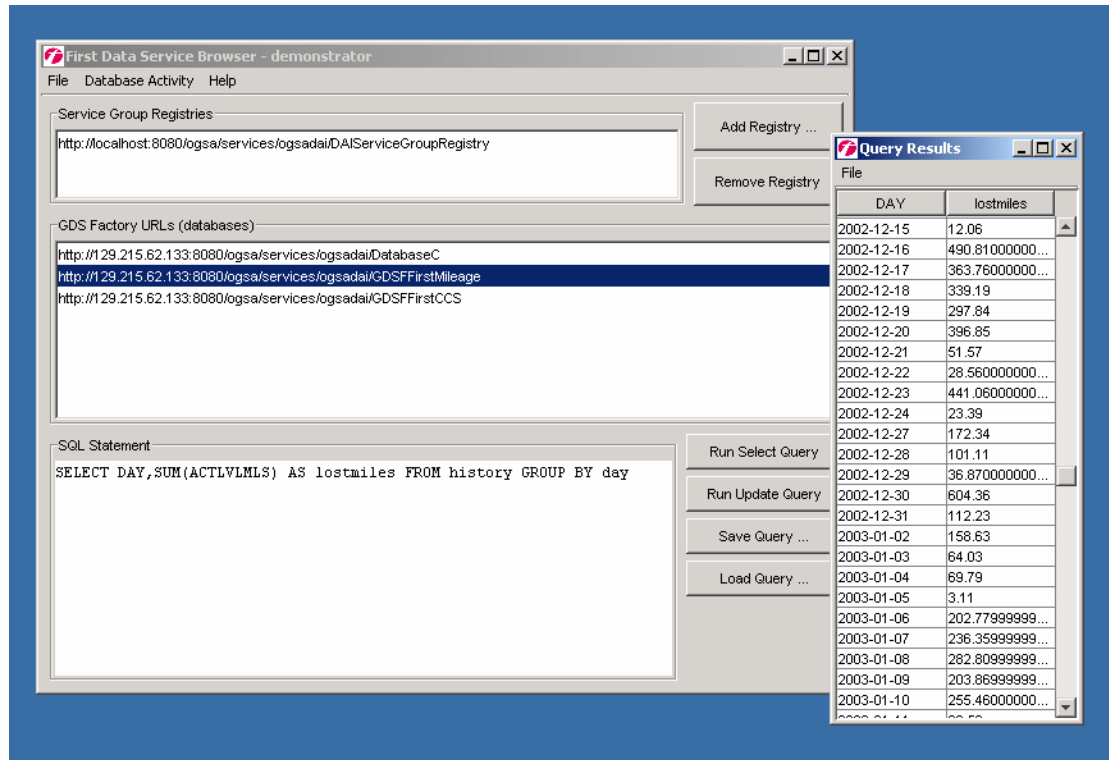 First Data Service Browser - demonstrator
File Database Activity Help
Service Group Registries
http://localhost:8080/ogsa/services/ogsadai/DAIServiceGroupRegistry
Add Registry ...
Remove Registry
GDS Factory URLs (databases)
http://129.215.62.133:8080/ogsa/services/ogsadai/DatabaseC
http://129.215.62.133:8080/ogsa/services/ogsadai/GDSFFirstMileage
http://129.215.62.133:8080/ogsa/services/ogsadai/GDSFFirstCCS
SQL Statement
SELECT DAY,SUM(ACTLVLMLS) AS lostmiles FROM history GROUP BY day
Run Select Query
Run Update Query
Save Query ...
Load Query ...
Query Results
File
DAY lostmiles
2002-12-15 12.06
2002-12-16 490.81000000...
2002-12-17 363.76000000...
2002-12-18 339.19
2002-12-19 297.84
2002-12-20 396.85
2002-12-21 51.57
2002-12-22 28.560000000...
2002-12-23 441.06000000...
2002-12-24 23.39
2002-12-27 172.34
2002-12-28 101.11
2002-12-29 36.870000000...
2002-12-30 604.36
2002-12-31 112.23
2003-01-02 158.63
2003-01-03 64.03
2003-01-04 69.79
2003-01-05 3.11
2003-01-06 202.77999999...
2003-01-07 236.35999999...
2003-01-08 282.80999999...
2003-01-09 203.86999999...
2003-01-10 255.46000000...